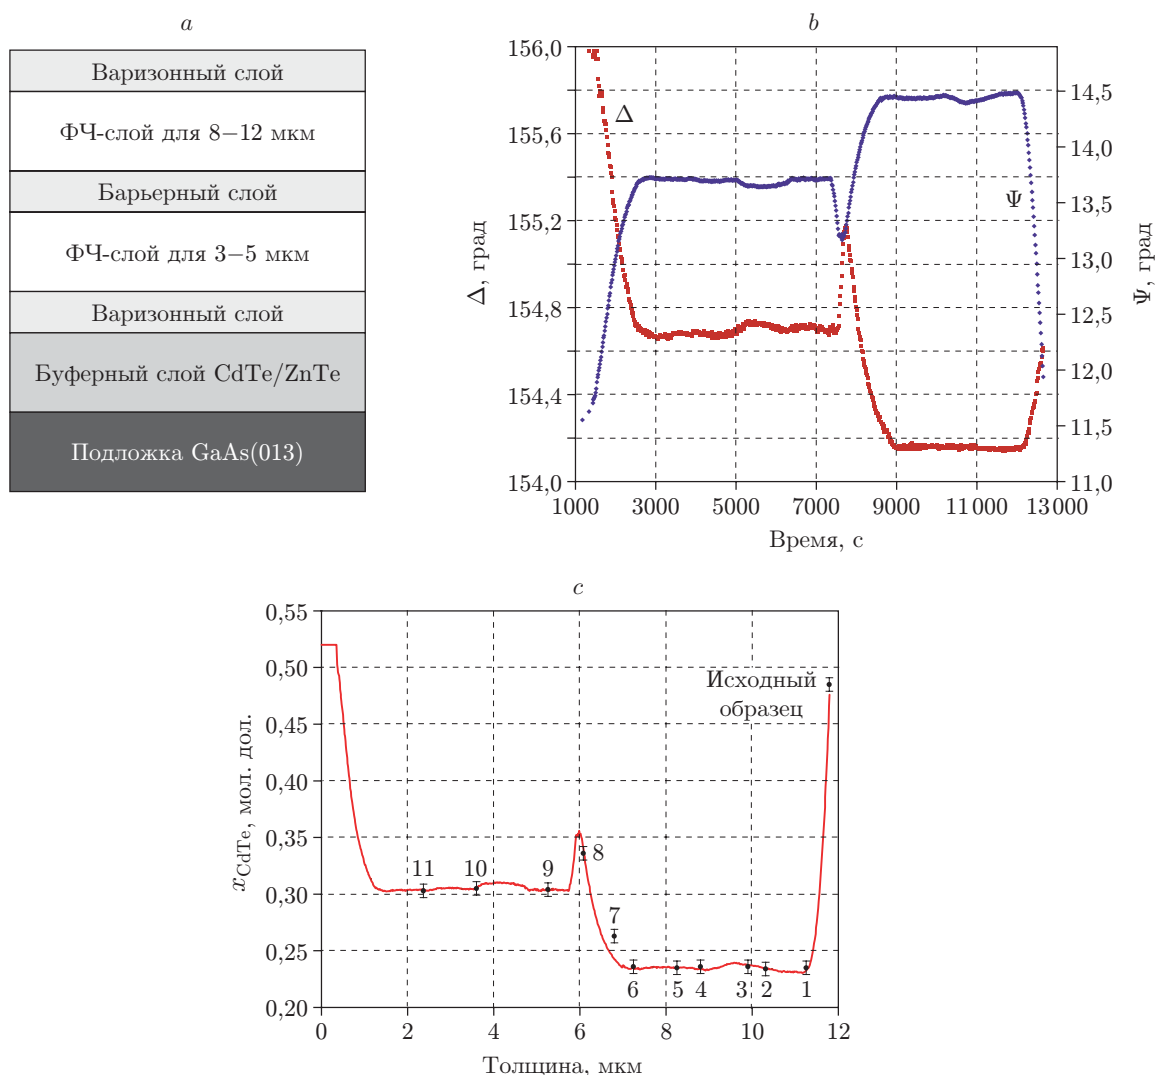 a
Варизонный слой
ФЧ-слой для 8–12 мкм
Барьерный слой
ФЧ-слой для 3–5 мкм
Варизонный слой
Буферный слой CdTe/ZnTe
Подложка GaAs(013)
b
156,0
155,6
155,2
154,8
154,4
154,0
Δ, град
Δ
Ψ
14,5
14,0
13,5
13,0
12,5
12,0
11,5
11,0
Ψ, град
1000 3000 5000 7000 9000 11000 13000
Время, с
c
0,55
0,50
0,45
0,40
0,35
0,30
0,25
0,20
xCdTe, мол. дол.
Исходный
образец
11 10 9 8
7
6 5 4 3 2 1
0 2 4 6 8 10 12
Толщина, мкм